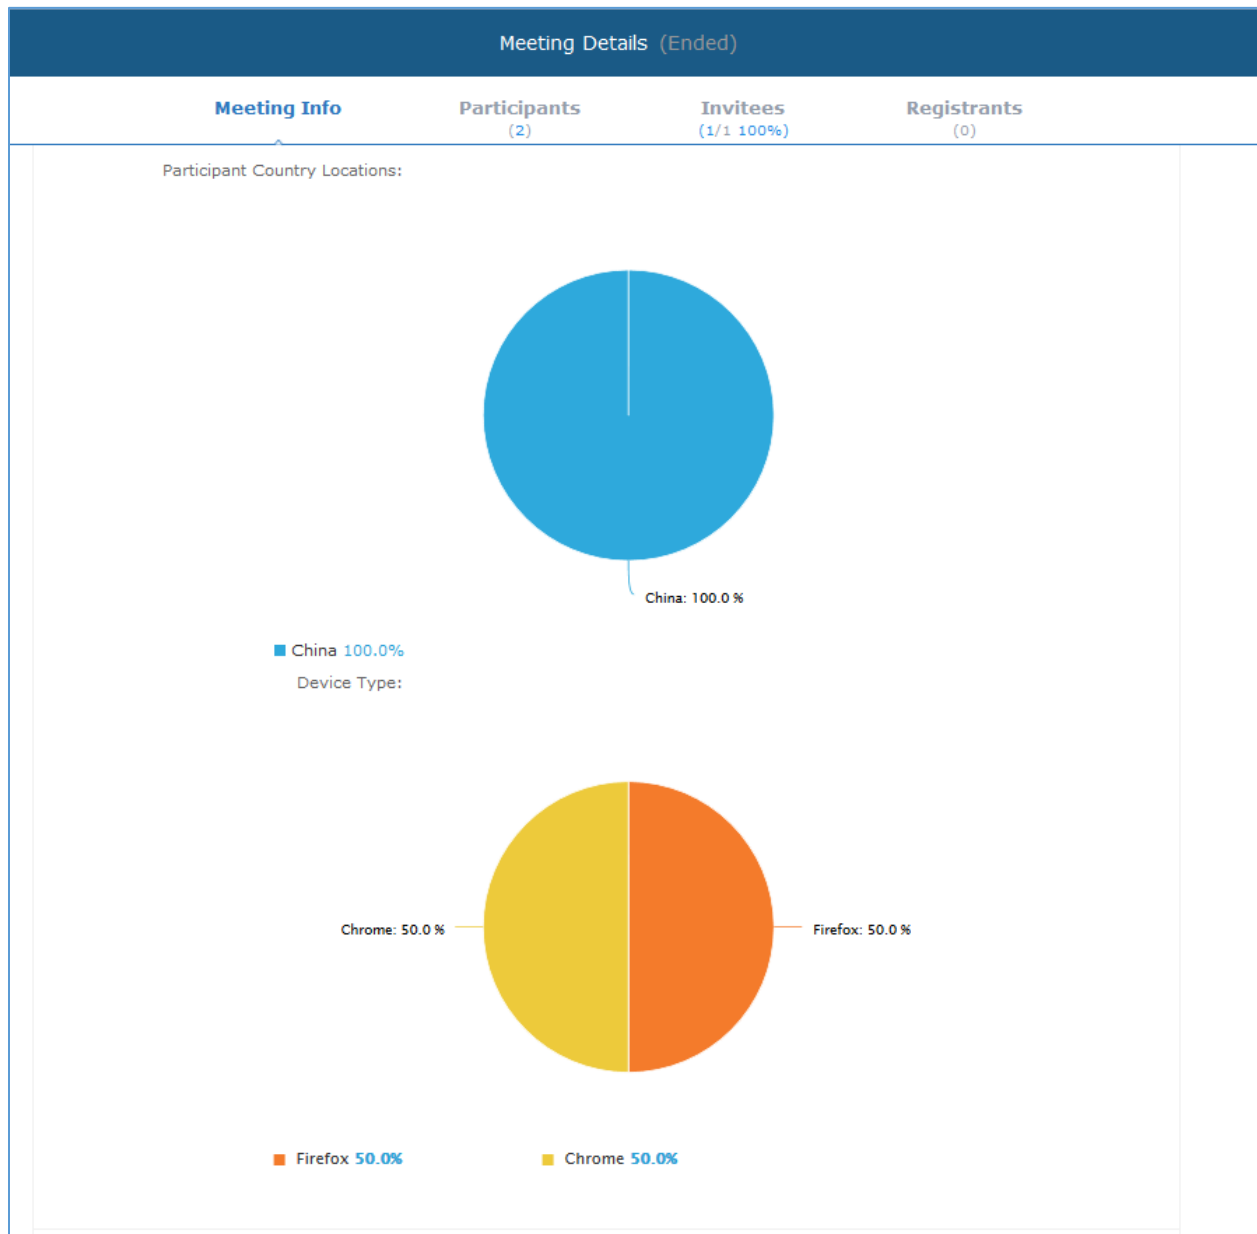 Meeting Details (Ended)
Meeting Info Participants Invitees Registrants
(2) (1/1 100%) (0)
Participant Country Locations:
China: 100.0 %
China 100.0%
Device Type:
Chrome: 50.0 % Firefox: 50.0 %
Firefox 50.0% Chrome 50.0%